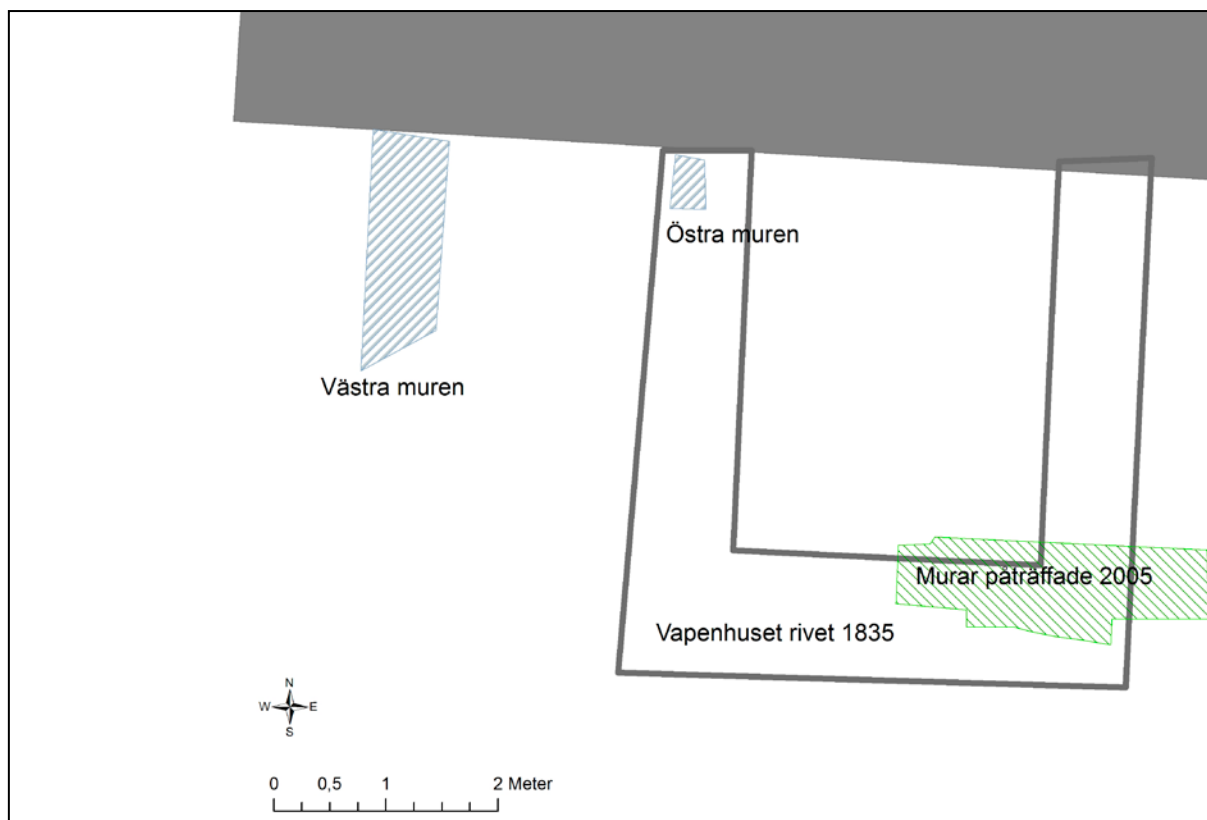 Östra muren
Västra muren
Murar påträffade 2005
Vapenhuset rivet 1835
N
W E
S
0 0,5 1 2 Meter